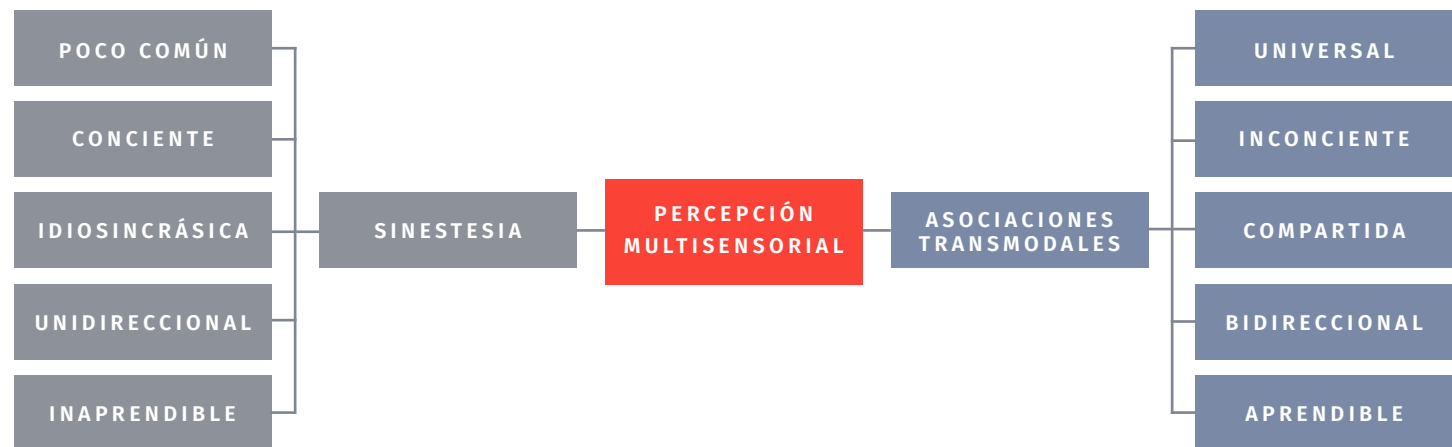 POCO COMÚN
CONCIENTE
IDIOSINCRÁSICA
UNIDIRECCIONAL
INAPRENDIBLE
SINESTESIA
PERCEPCIÓN
MULTISENSORIAL
ASOCIACIONES
TRANSMODALES
UNIVERSAL
INCONCIENTE
COMPARTIDA
BIDIRECCIONAL
APRENDIBLE